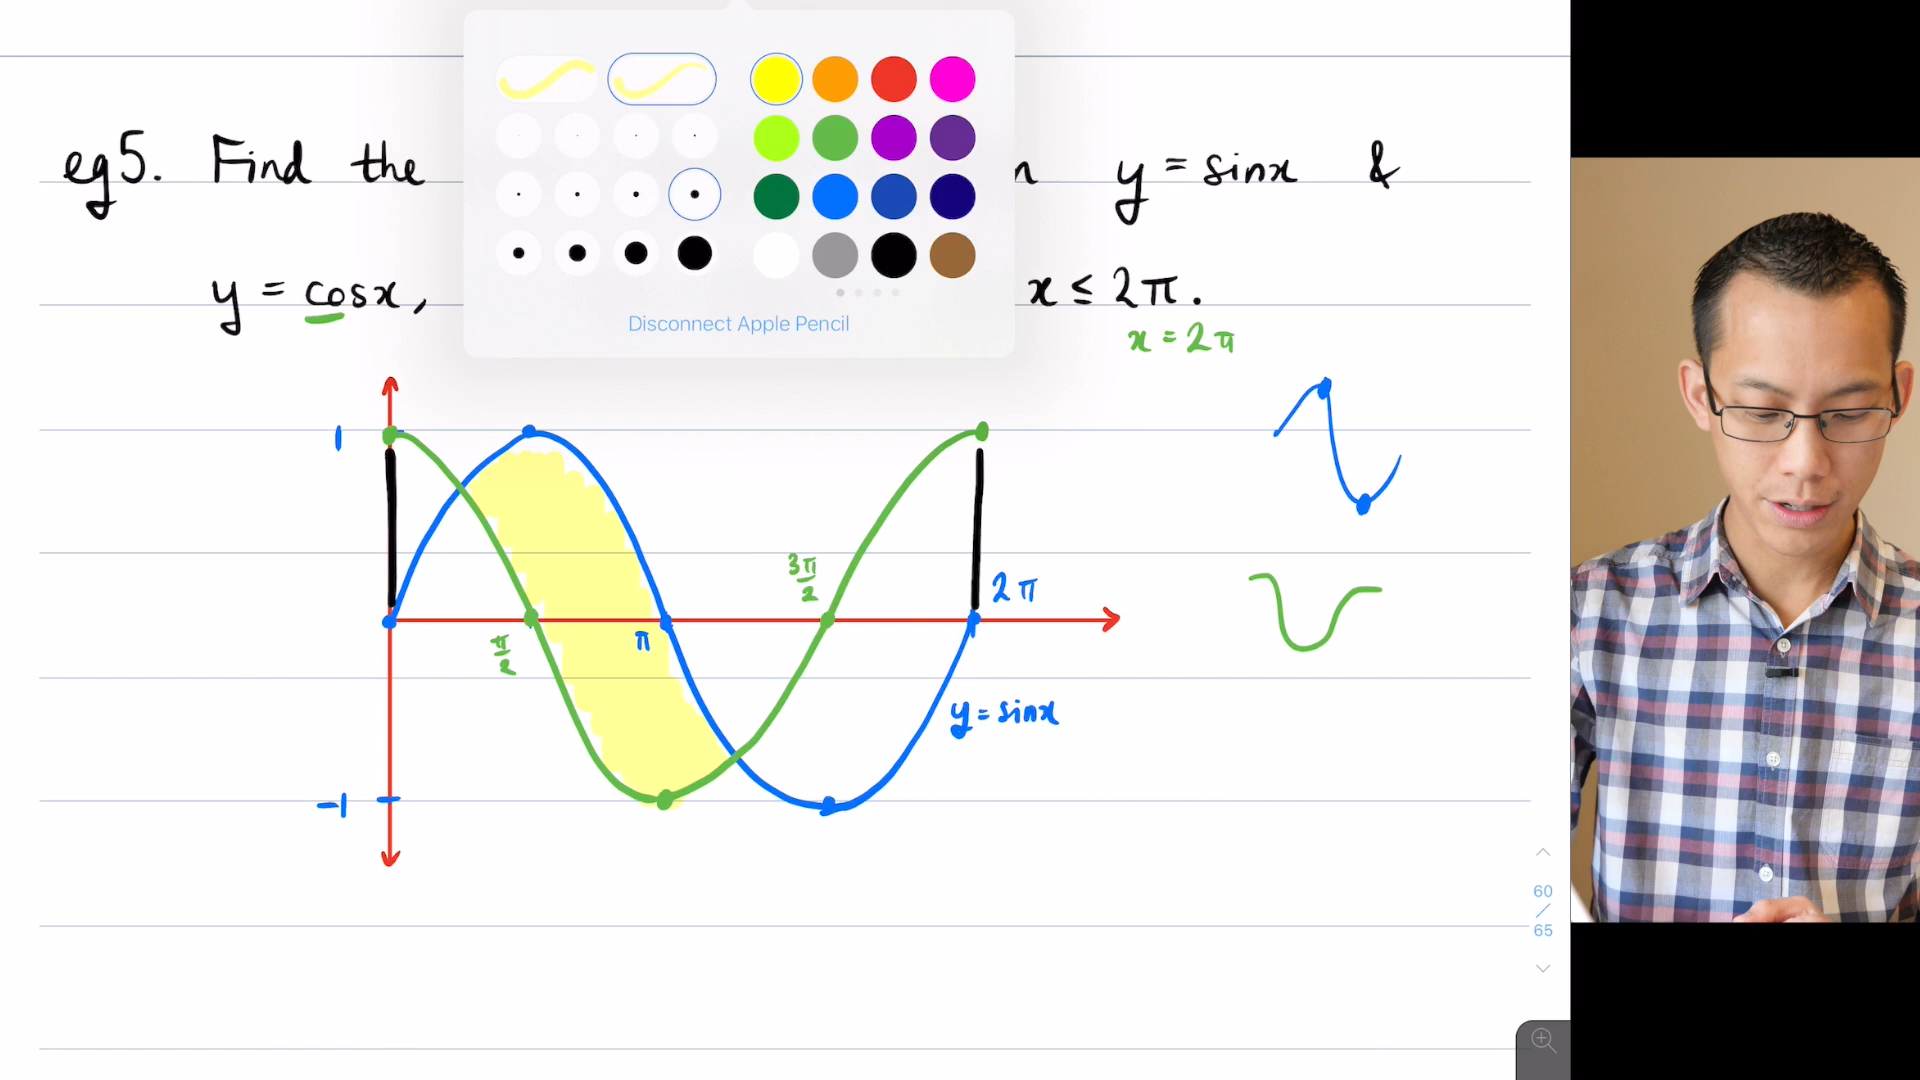 eg5. Find the
y = sinx &
y = cosx,
x ≤ 2π.
x = 2π
Disconnect Apple Pencil
1
3π/2
2π
π/2
π
y = sinx
-1
60
/
65